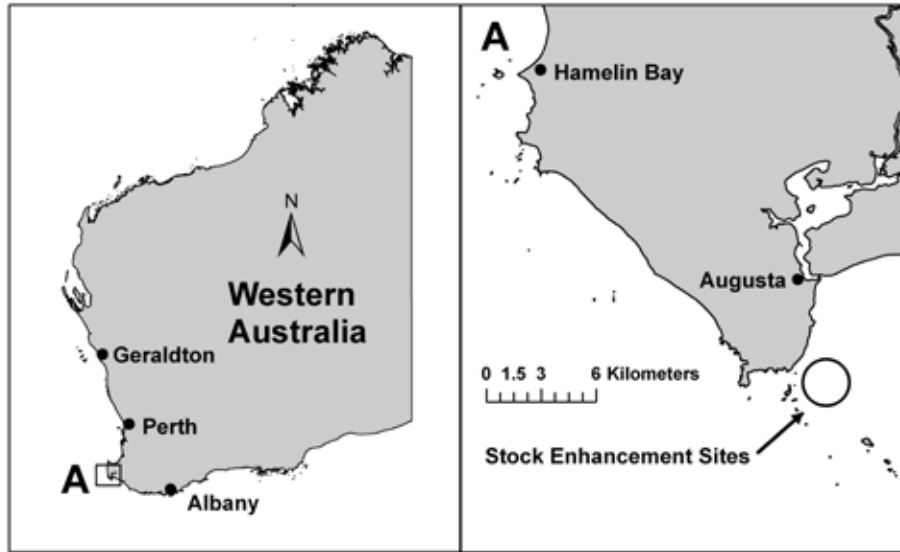 N
Western
Australia
Geraldton
Perth
A
Albany
A
Hamelin Bay
Augusta
0 1.5 3 6 Kilometers
Stock Enhancement Sites